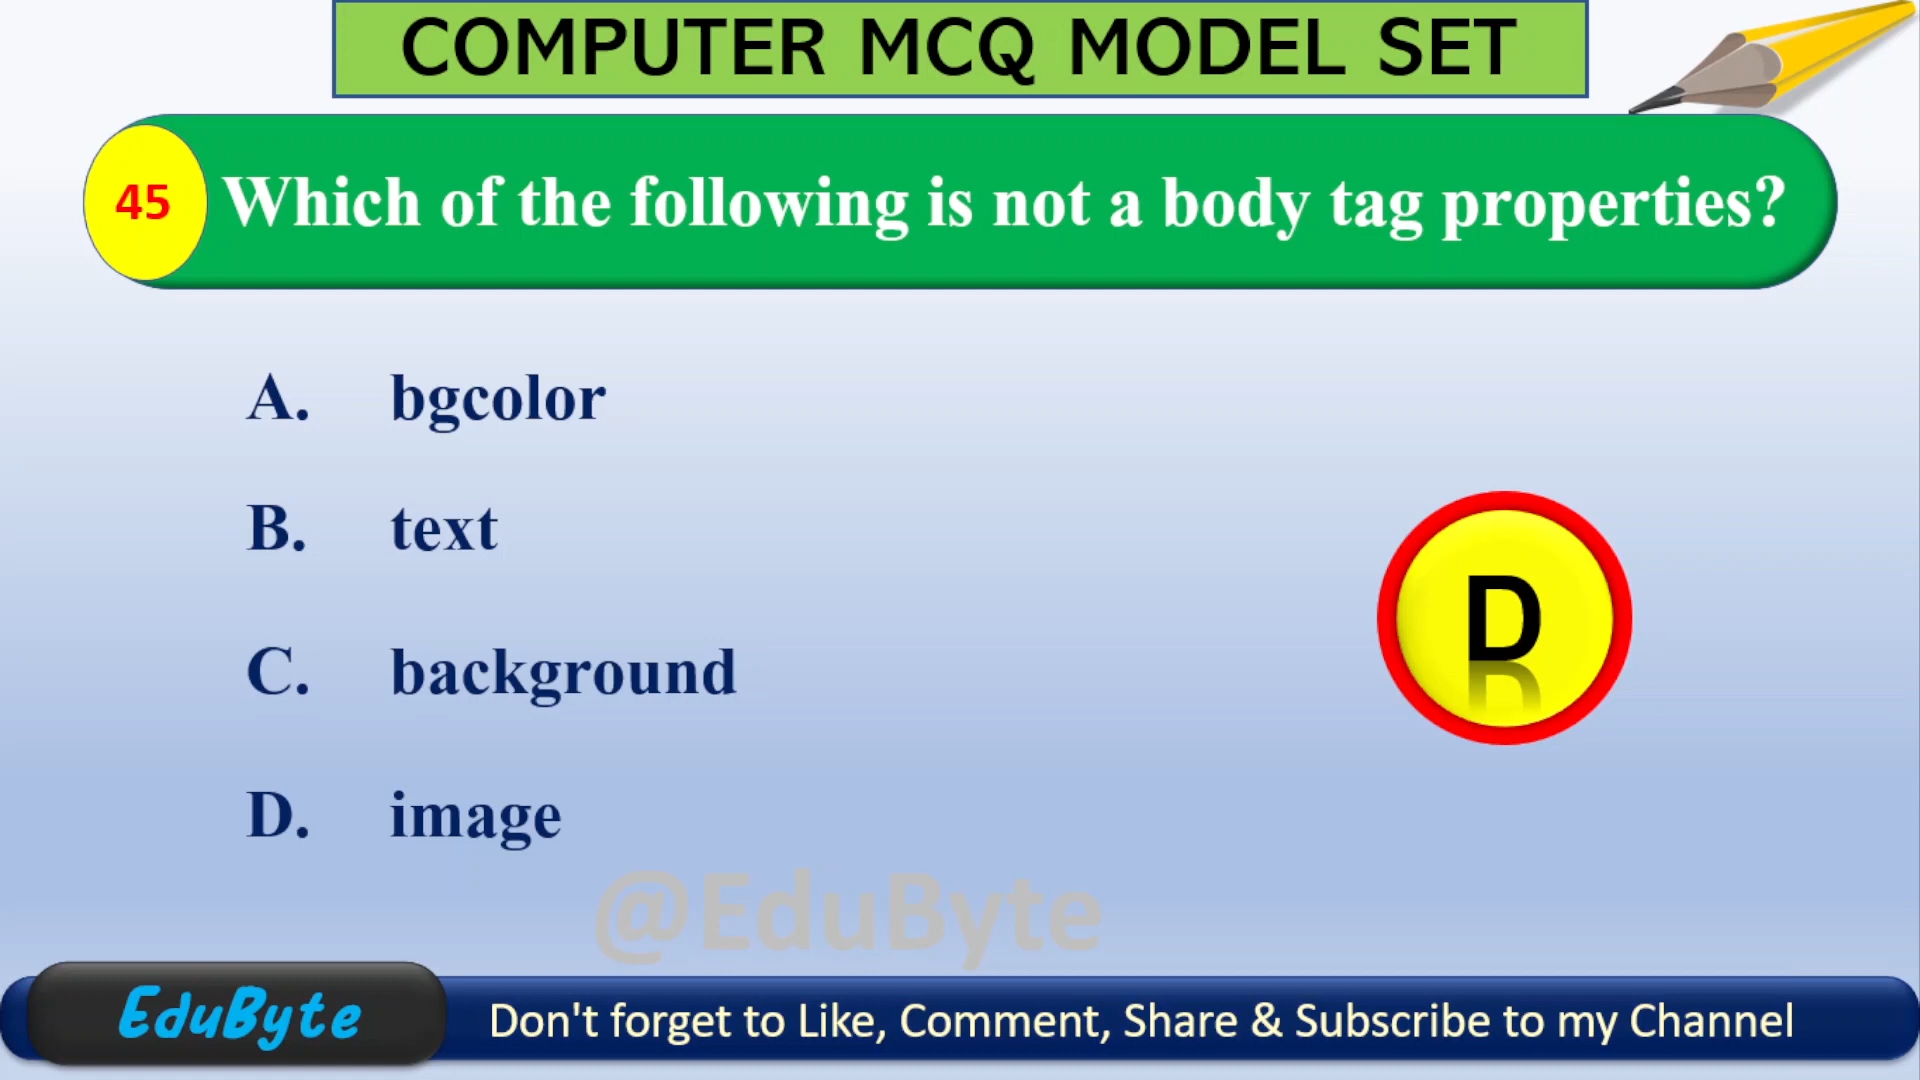 COMPUTER MCQ MODEL SET
45 Which of the following is not a body tag properties?
A. bgcolor
B. text
C. background
D. image
D
@EduByte
EduByte Don't forget to Like, Comment, Share & Subscribe to my Channel